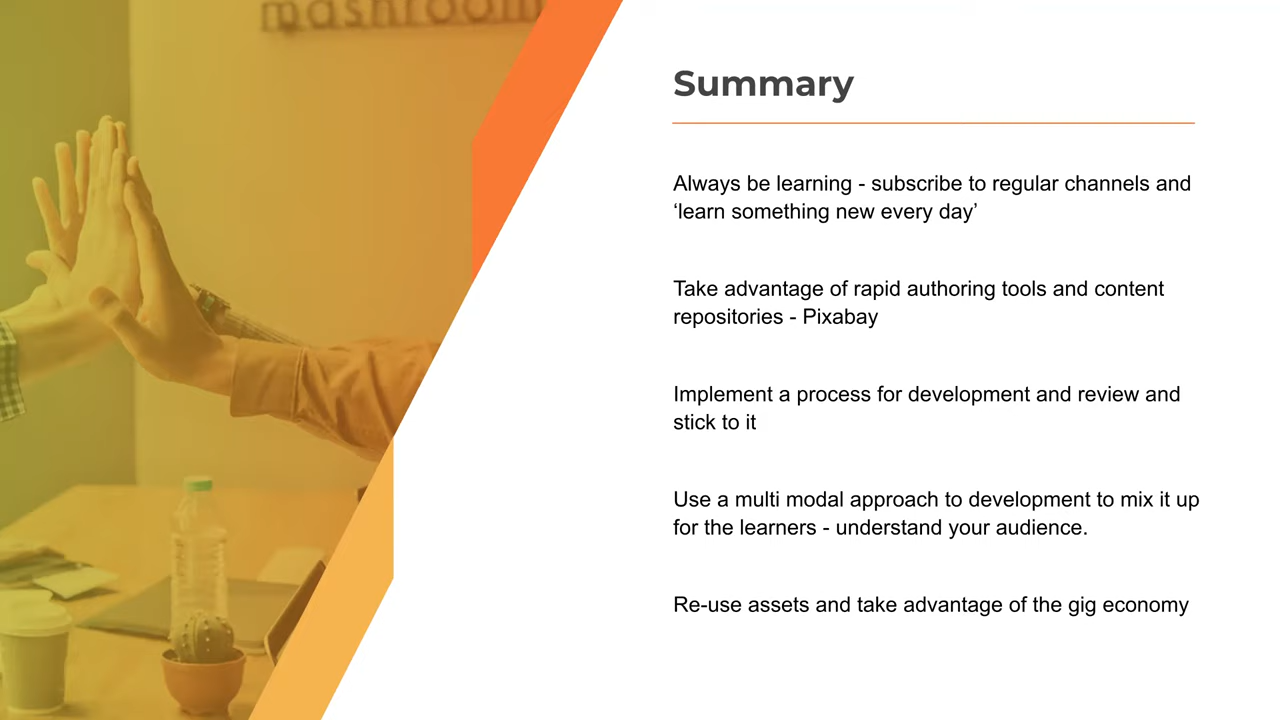 mashroom
Summary
Always be learning - subscribe to regular channels and
‘learn something new every day’
Take advantage of rapid authoring tools and content
repositories - Pixabay
Implement a process for development and review and
stick to it
Use a multi modal approach to development to mix it up
for the learners - understand your audience.
Re-use assets and take advantage of the gig economy